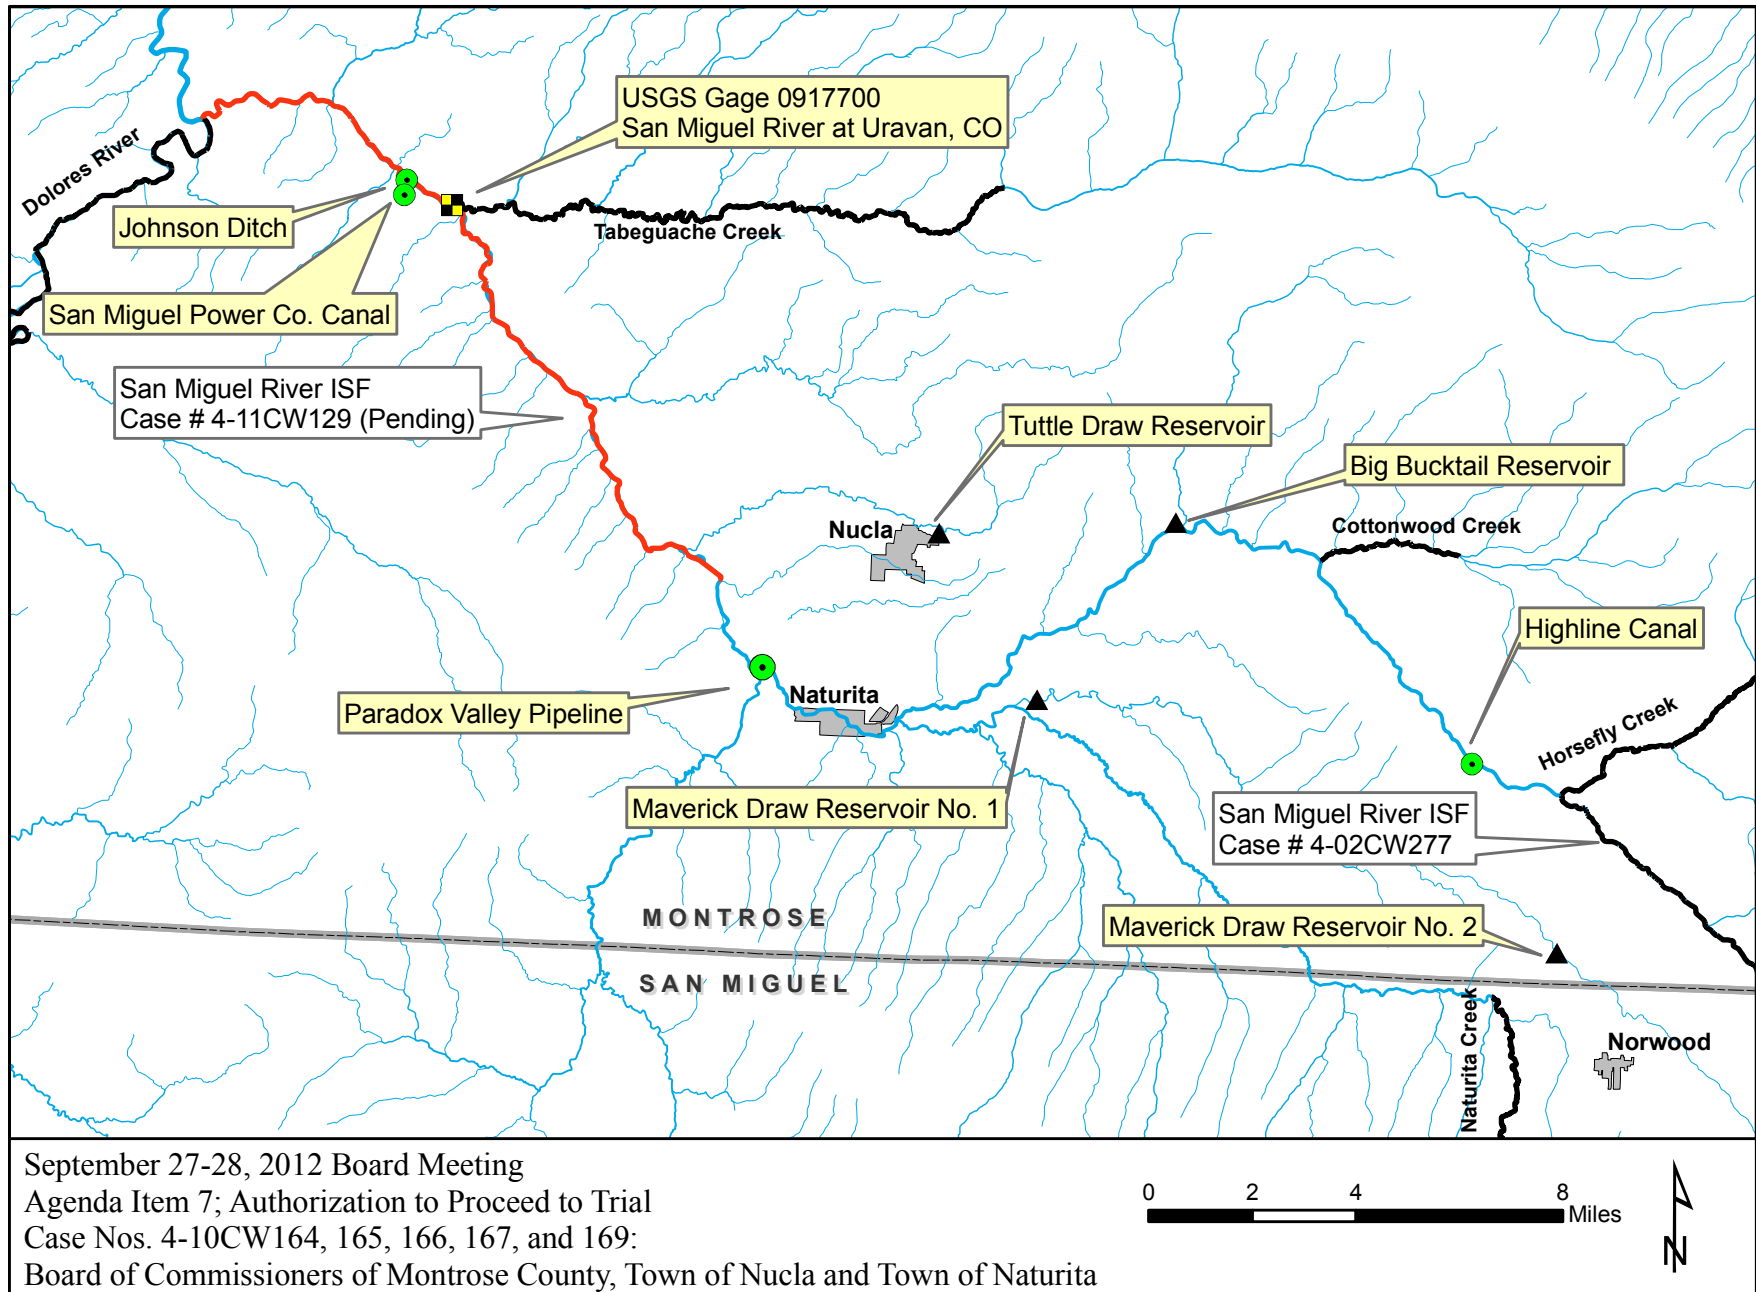 USGS Gage 0917700
San Miguel River at Uravan, CO
Dolores River
Johnson Ditch
Tabeguache Creek
San Miguel Power Co. Canal
San Miguel River ISF
Case # 4-11CW129 (Pending)
Tuttle Draw Reservoir
Big Bucktail Reservoir
Nucla
Cottonwood Creek
Highline Canal
Naturita
Paradox Valley Pipeline
Horsefly Creek
Maverick Draw Reservoir No. 1
San Miguel River ISF
Case # 4-02CW277
MONTROSE
Maverick Draw Reservoir No. 2
SAN MIGUEL
Naturita Creek
Norwood
September 27-28, 2012 Board Meeting
Agenda Item 7; Authorization to Proceed to Trial
Case Nos. 4-10CW164, 165, 166, 167, and 169:
Board of Commissioners of Montrose County, Town of Nucla and Town of Naturita
0 2 4 8
Miles
N